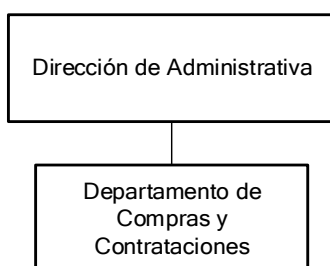 Dirección de Administrativa
Departamento de
Compras y
Contrataciones